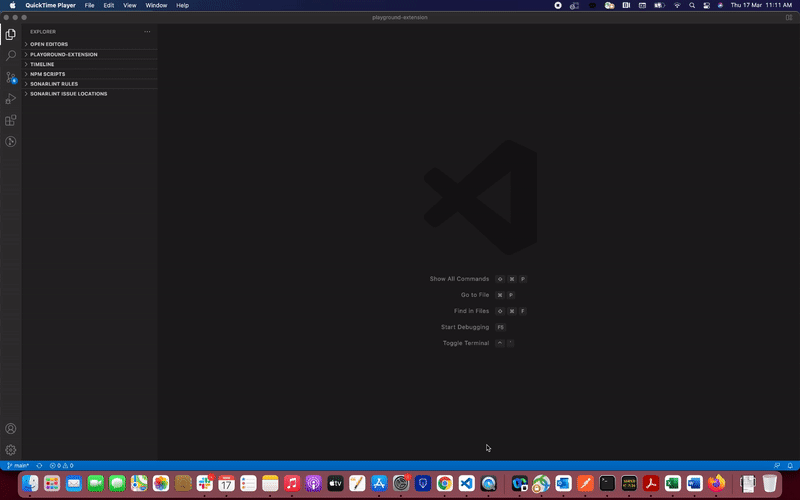 QuickTime Player File Edit View Window Help Thu 17 Mar 11:11 AM
playground-extension
EXPLORER
OPEN EDITORS
PLAYGROUND-EXTENSION
TIMELINE
NPM SCRIPTS
SONARLINT RULES
SONARLINT ISSUE LOCATIONS
Show All Commands ⇧ ⌘ P
Go to File ⌘ P
Find in Files ⇧ ⌘ F
Start Debugging F5
Toggle Terminal ^ `
main* 0 0
17